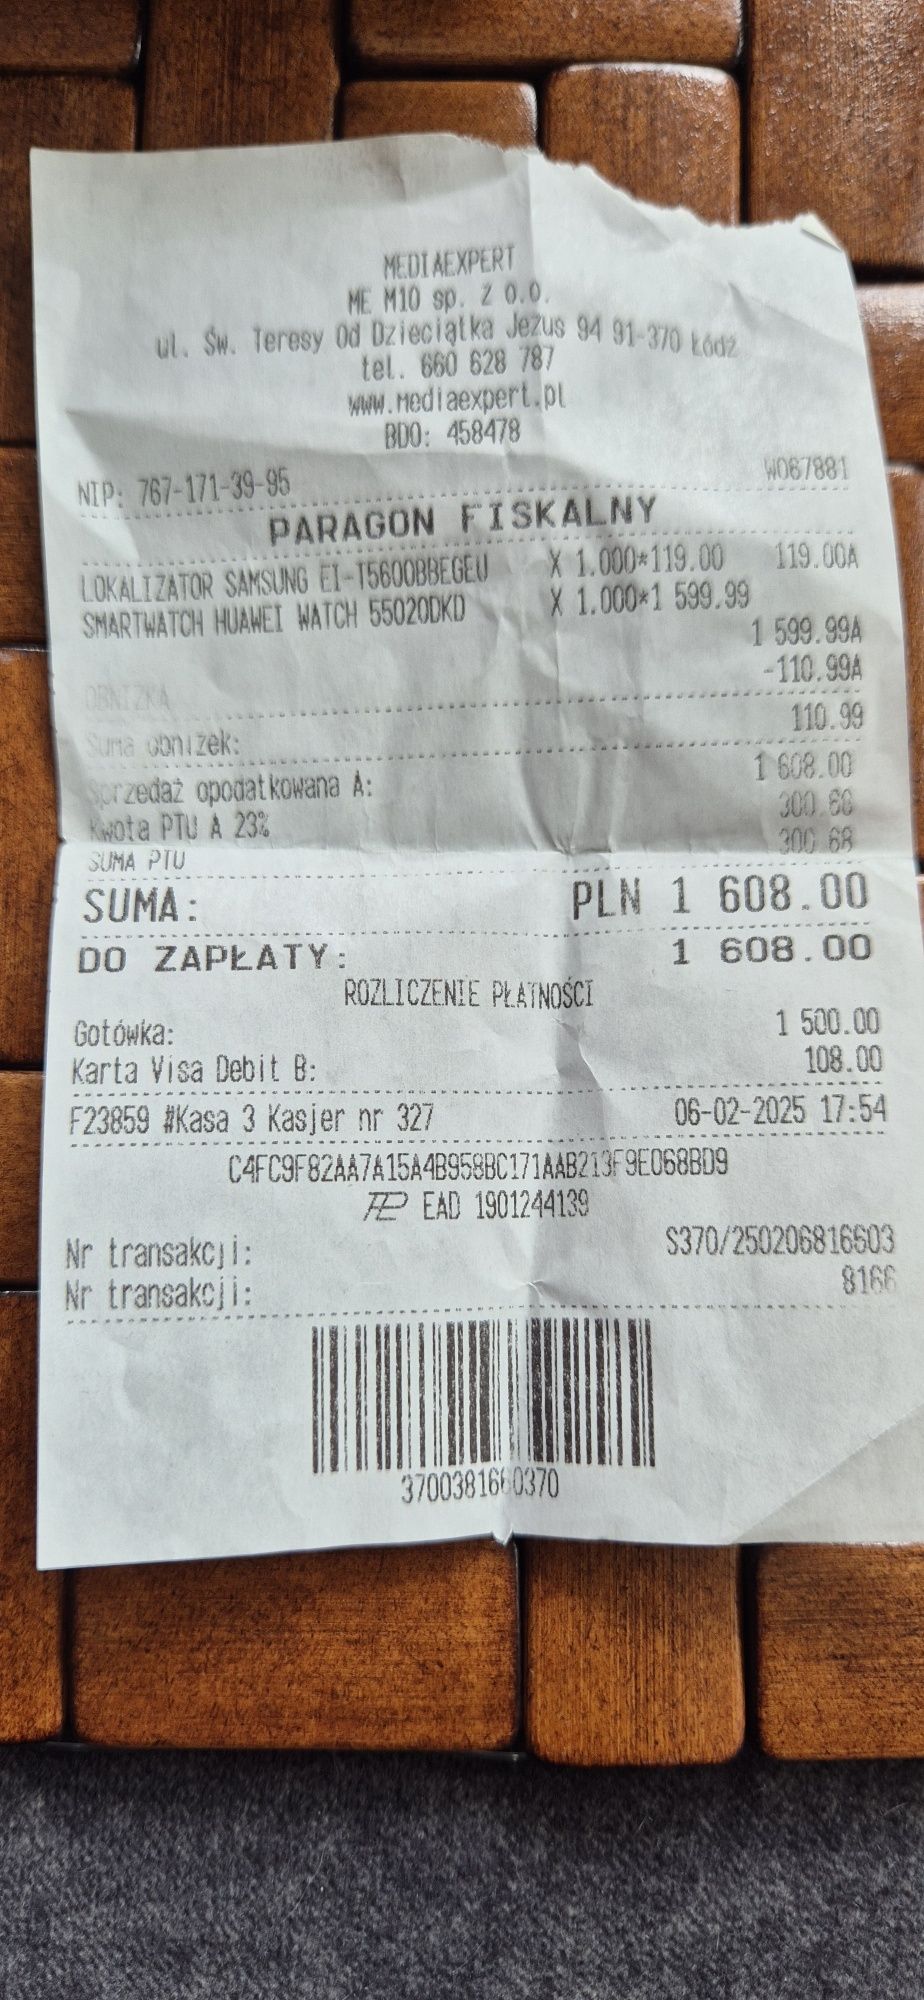 MEDIAEXPERT
ME M10 sp. Z O.O.
ul. Św. Teresy Od Dzieciątka Jezus 94 91-370 Łódź
tel. 660 628 787
www.mediaexpert.pl
BDO: 458478
NIP: 767-171-39-95 W067881
PARAGON FISKALNY
LOKALIZATOR SAMSUNG EI-T5600BBEGEU X 1.000*119.00 119.00A
SMARTWATCH HUAWEI WATCH 55020DKD X 1.000*1 599.99
1 599.99A
OBNIŻKA -110.99A
Suma obniżek: 110.99
Sprzedaż opodatkowana A: 1 608.00
Kwota PTU A 23% 300.68
SUMA PTU 300.68
SUMA: PLN 1 608.00
DO ZAPŁATY: 1 608.00
ROZLICZENIE PŁATNOŚCI
Gotówka: 1 500.00
Karta Visa Debit B: 108.00
F23859 #Kasa 3 Kasjer nr 327 06-02-2025 17:54
C4FC9F82AA7A15A4B958BC171AAB213F9E068BD9
EAD 1901244139
Nr transakcji: S370/250206816603
Nr transakcji: 8166
3700381660370